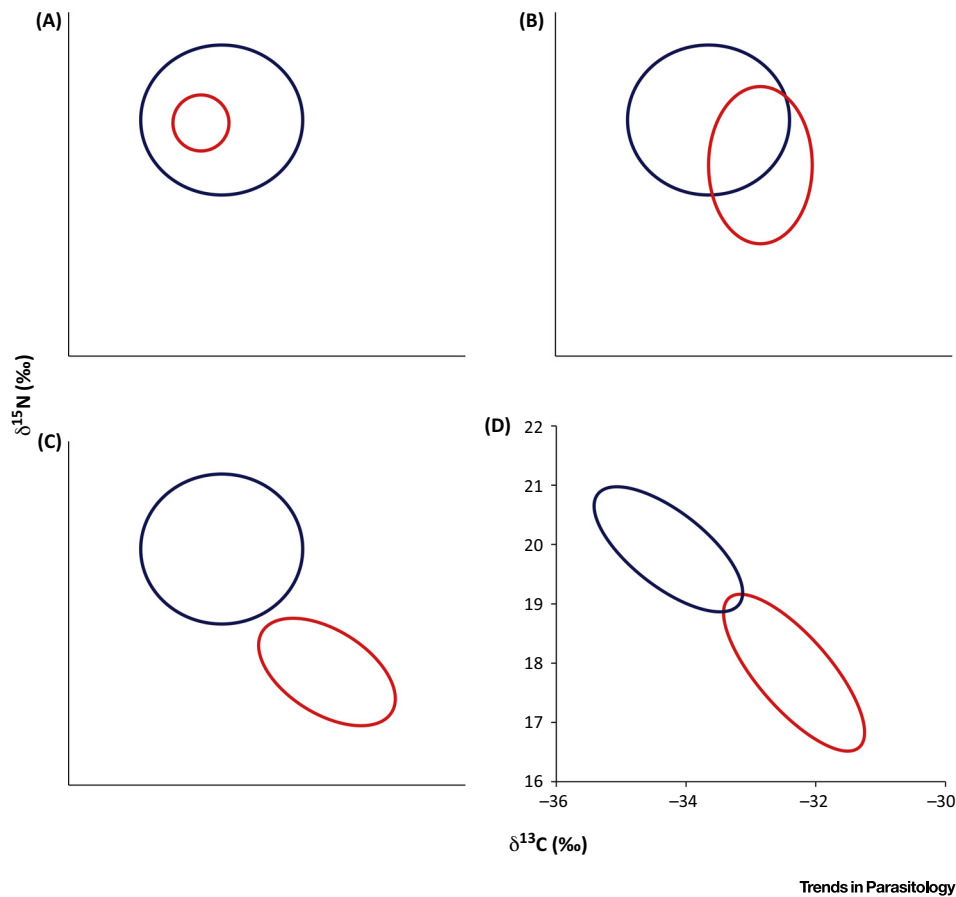 (A)
(B)
δ15N (‰)
(C)
(D)
22
21
20
19
18
17
16
–36
–34
–32
–30
δ13C (‰)
Trends in Parasitology